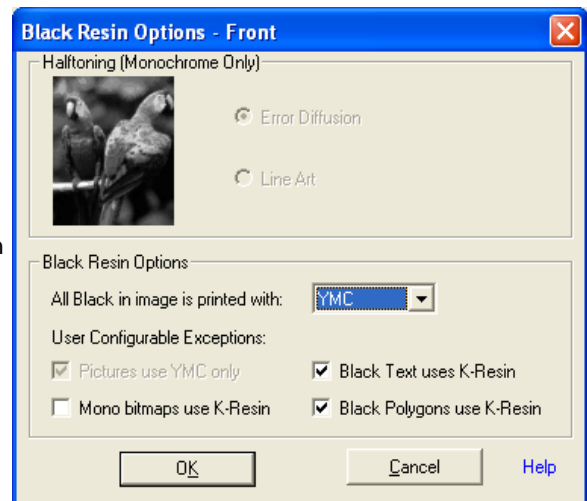 Black Resin Options - Front
Halftoning (Monochrome Only)
Error Diffusion
Line Art
n
Black Resin Options
All Black in image is printed with: YMC
User Configurable Exceptions:
Pictures use YMC only Black Text uses K-Resin
Mono bitmaps use K-Resin Black Polygons use K-Resin
OK Cancel Help